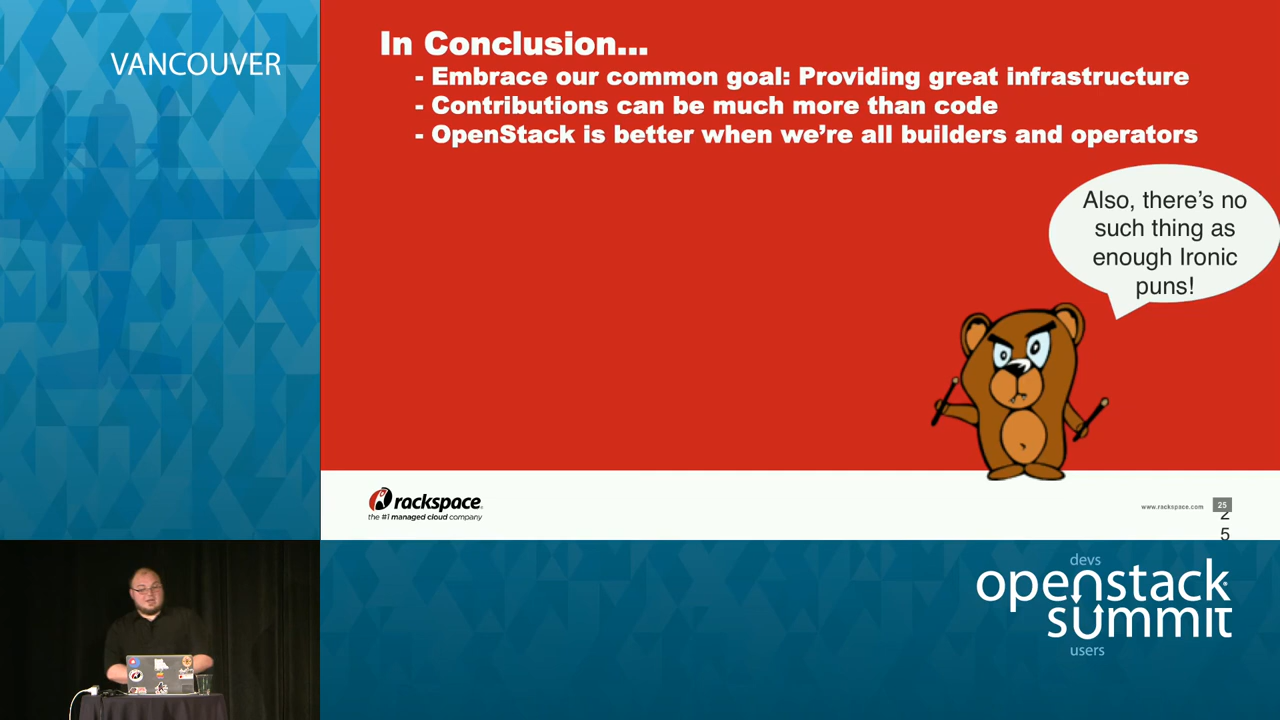 VANCOUVER
In Conclusion...
- Embrace our common goal: Providing great infrastructure
- Contributions can be much more than code
- OpenStack is better when we're all builders and operators
Also, there's no
such thing as
enough Ironic
puns!
rackspace
the #1 managed cloud company
www.rackspace.com
25
2
5
devs
openstack
summit
users